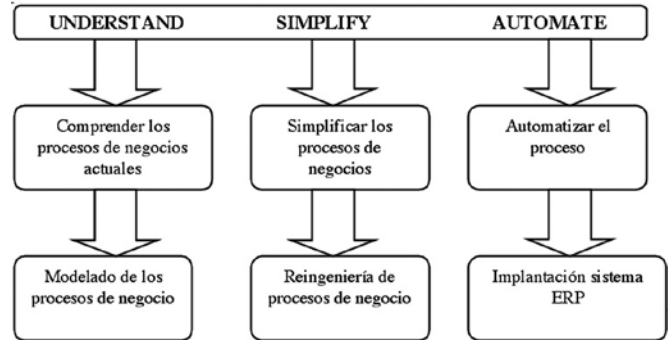 UNDERSTAND SIMPLIFY AUTOMATE
Comprender los
procesos de negocios
actuales
Simplificar los
procesos de
negocios
Automatizar el
proceso
Modelado de los
procesos de negocio
Reingeniería de
procesos de negocio
Implantación sistema
ERP